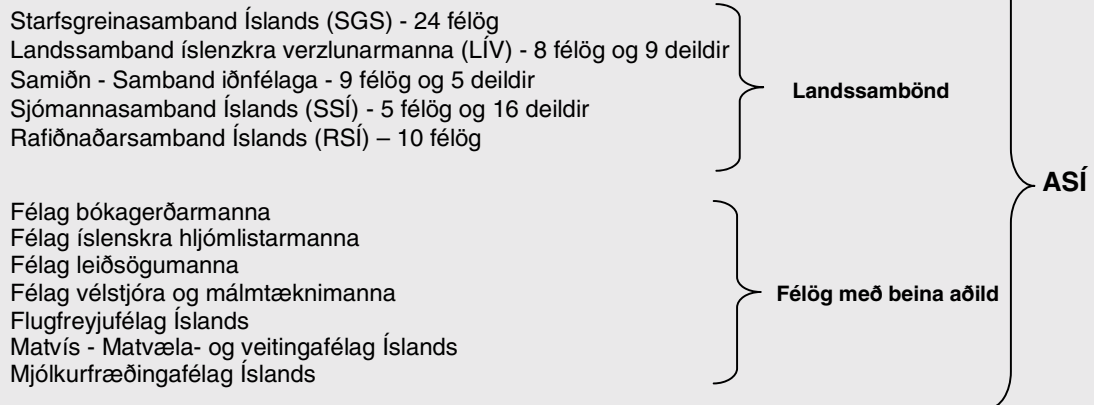 Starfsgreinasamband Íslands (SGS) - 24 félög
Landssamband íslenzkra verzlunarmanna (LÍV) - 8 félög og 9 deildir
Samiðn - Samband iðnfélaga - 9 félög og 5 deildir
Sjómannasamband Íslands (SSÍ) - 5 félög og 16 deildir
Rafiðnaðarsamband Íslands (RSÍ) – 10 félög
Landssambönd
Félag bókagerðarmanna
Félag íslenskra hljómlistarmanna
Félag leiðsögumanna
Félag vélstjóra og málmtæknimanna
Flugfreyjufélag Íslands
Matvís - Matvæla- og veitingafélag Íslands
Mjólkurfræðingafélag Íslands
Félög með beina aðild
ASÍ